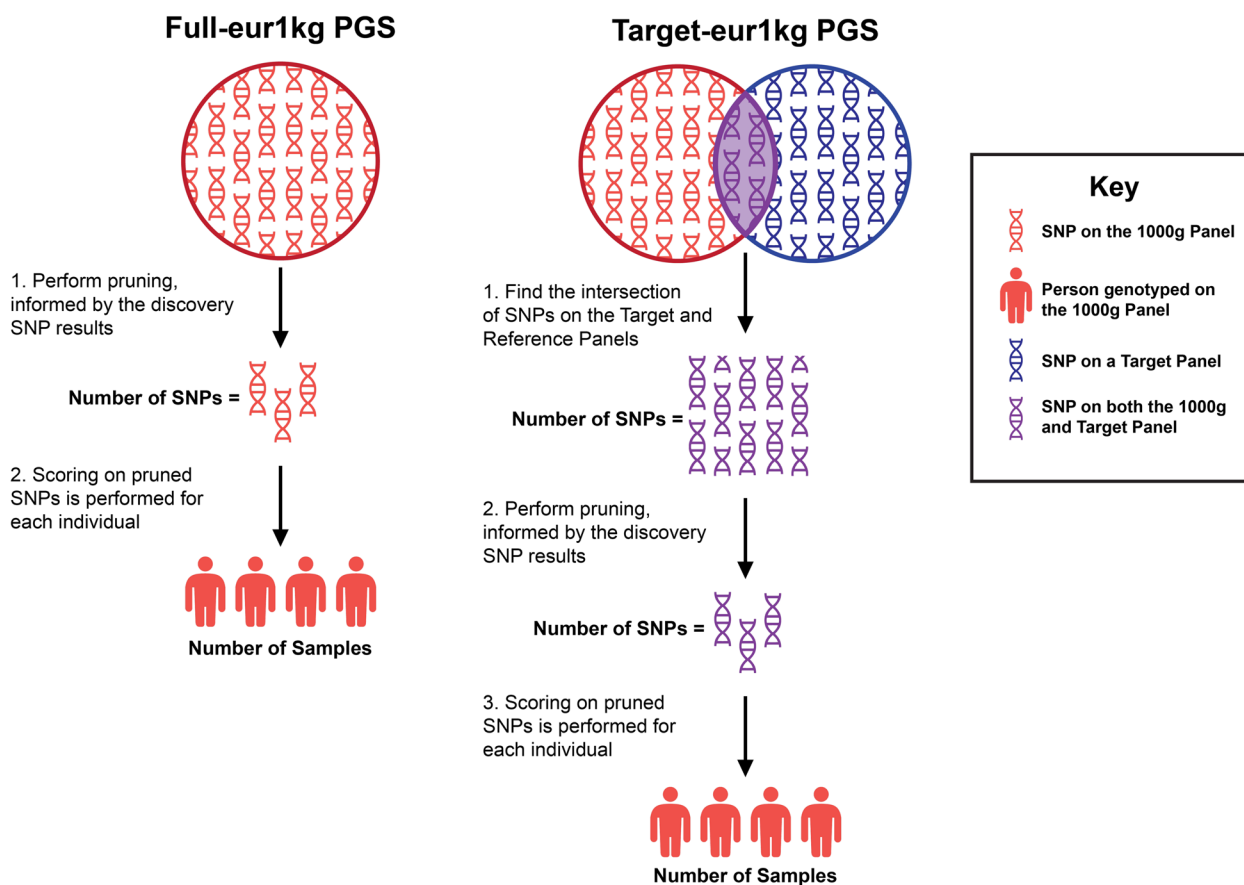 Full-eur1kg PGS
1. Perform pruning,
informed by the discovery
SNP results
Number of SNPs =
2. Scoring on pruned
SNPs is performed for
each individual
Number of Samples
Target-eur1kg PGS
1. Find the intersection
of SNPs on the Target and
Reference Panels
Number of SNPs =
2. Perform pruning,
informed by the discovery
SNP results
Number of SNPs =
3. Scoring on pruned
SNPs is performed for
each individual
Number of Samples
Key
SNP on the 1000g Panel
Person genotyped on
the 1000g Panel
SNP on a Target Panel
SNP on both the 1000g
and Target Panel